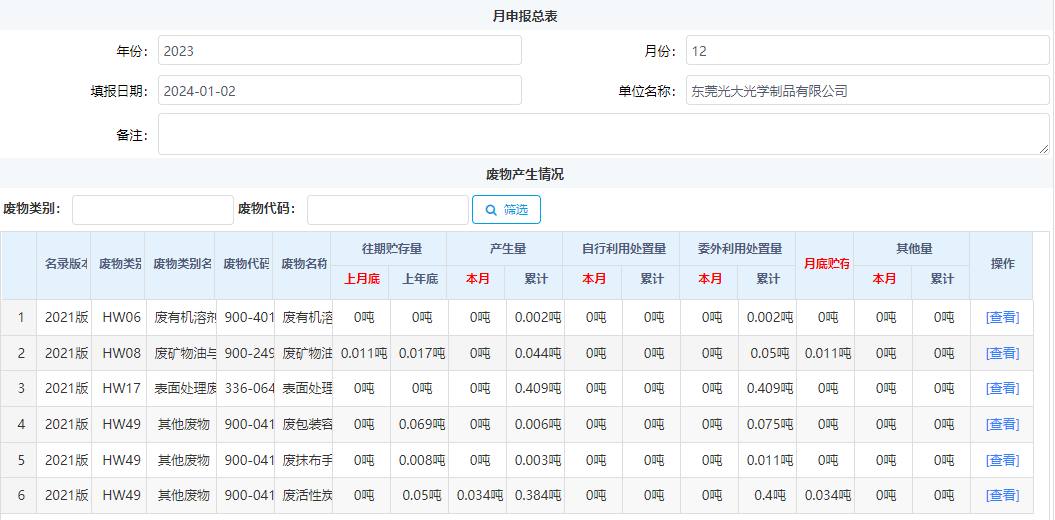 月申报总表
年份: 2023 月份: 12
填报日期: 2024-01-02 单位名称: 东莞光大光学制品有限公司
备注:
废物产生情况
废物类别: 废物代码: 筛选
往期贮存量 产生量 自行利用处置量 委外利用处置量 其他量
名录版本 废物类别 废物类别名 废物代码 废物名称 月底贮存 操作
上月底 上年底 本月 累计 本月 累计 本月 累计 本月 累计
1 2021版 HW06 废有机溶剂 900-401 废有机溶 0吨 0吨 0吨 0.002吨 0吨 0吨 0吨 0.002吨 0吨 0吨 0吨 [查看]
2 2021版 HW08 废矿物油与 900-249 废矿物油 0.011吨 0.017吨 0吨 0.044吨 0吨 0吨 0吨 0.05吨 0.011吨 0吨 0吨 [查看]
3 2021版 HW17 表面处理废 336-064 表面处理 0吨 0吨 0吨 0.409吨 0吨 0吨 0吨 0.409吨 0吨 0吨 0吨 [查看]
4 2021版 HW49 其他废物 900-041 废包装容 0吨 0.069吨 0吨 0.006吨 0吨 0吨 0吨 0.075吨 0吨 0吨 0吨 [查看]
5 2021版 HW49 其他废物 900-041 废抹布手 0吨 0.008吨 0吨 0.003吨 0吨 0吨 0吨 0.011吨 0吨 0吨 0吨 [查看]
6 2021版 HW49 其他废物 900-041 废活性炭 0吨 0.05吨 0.034吨 0.384吨 0吨 0吨 0吨 0.4吨 0.034吨 0吨 0吨 [查看]